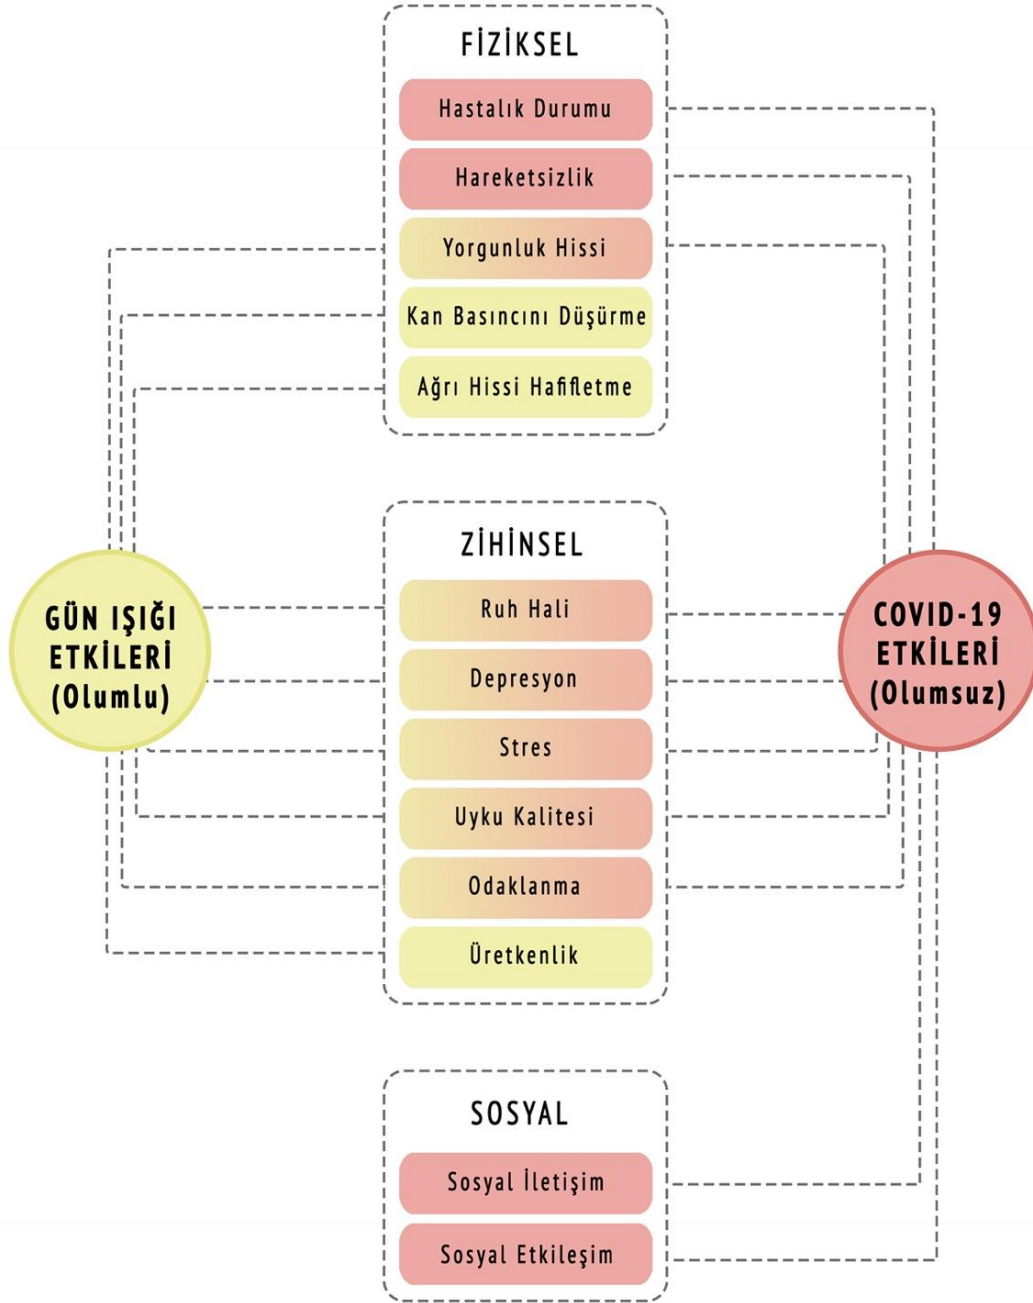 FİZİKSEL
Hastalık Durumu
Hareketsizlik
Yorgunluk Hissi
Kan Basıncını Düşürme
Ağrı Hissi Hafifletme
ZİHİNSEL
Ruh Hali
Depresyon
Stres
Uyku Kalitesi
Odaklanma
Üretkenlik
GÜN IŞIĞI
ETKİLERİ
(Olumlu)
COVID-19
ETKİLERİ
(Olumsuz)
SOSYAL
Sosyal İletişim
Sosyal Etkileşim